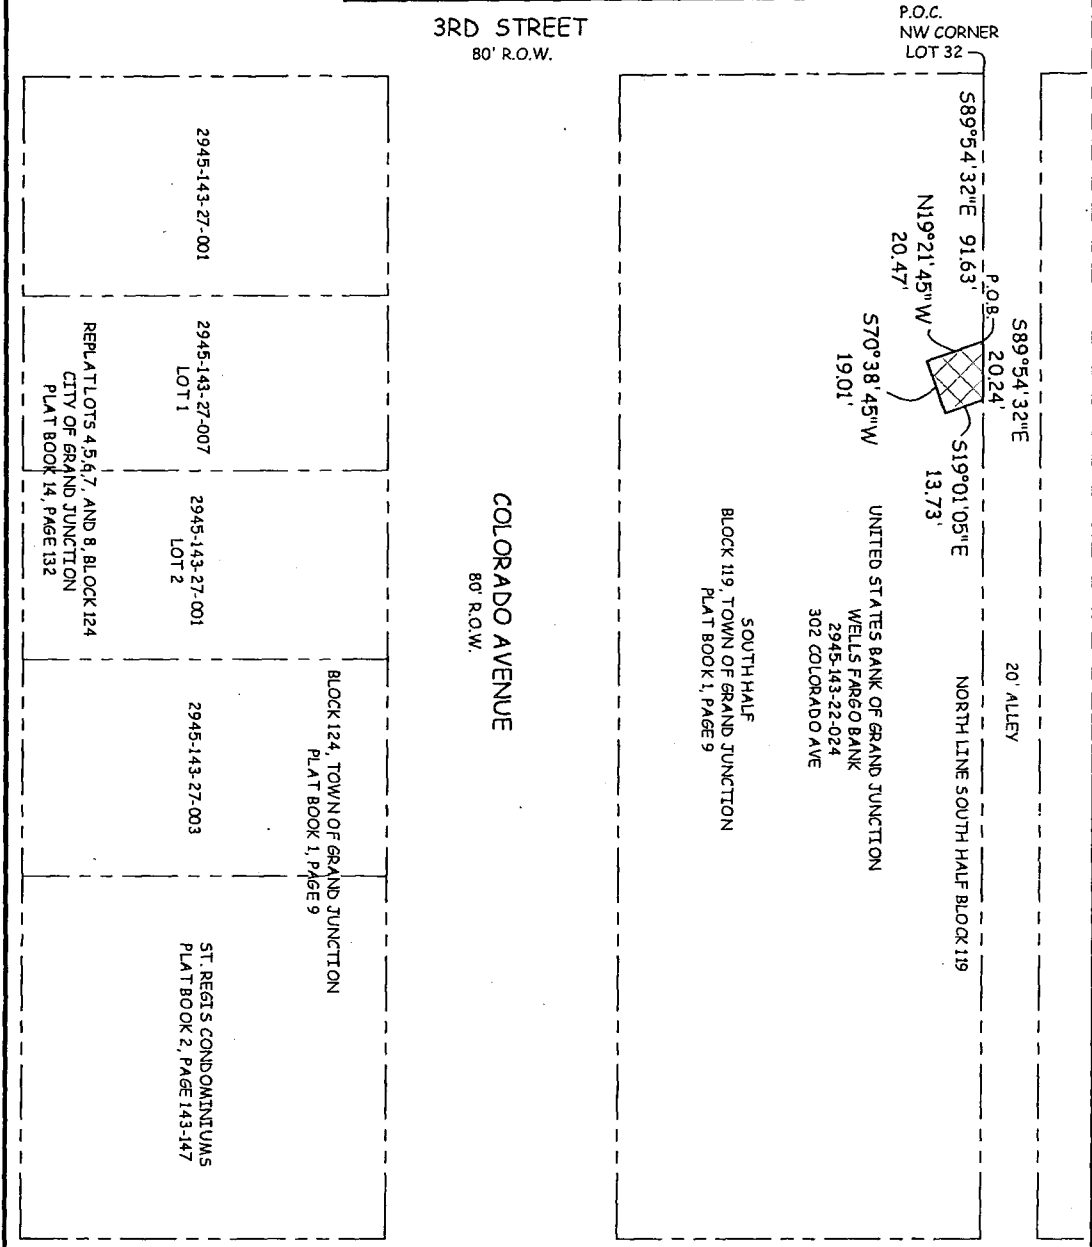 3RD STREET
80' R.O.W.
P.O.C.
NW CORNER
LOT 32
S89°54'32"E 91.63'
P.O.B.
S89°54'32"E
20.24'
N19°21'45"W
20.47'
S70°38'45"W
19.01'
S19°01'05"E
13.73'
20' ALLEY
NORTH LINE SOUTH HALF BLOCK 119
UNITED STATES BANK OF GRAND JUNCTION
WELLS FARGO BANK
2945-143-22-024
302 COLORADO AVE
SOUTH HALF
BLOCK 119, TOWN OF GRAND JUNCTION
PLAT BOOK 1, PAGE 9
COLORADO AVENUE
80' R.O.W.
2945-143-27-001
2945-143-27-007
LOT 1
2945-143-27-001
LOT 2
REPLAT LOTS 4,5,6,7, AND 8, BLOCK 124
CITY OF GRAND JUNCTION
PLAT BOOK 14, PAGE 132
2945-143-27-003
BLOCK 124, TOWN OF GRAND JUNCTION
PLAT BOOK 1, PAGE 9
ST. REGIS CONDOMINIUMS
PLAT BOOK 2, PAGE 143-147